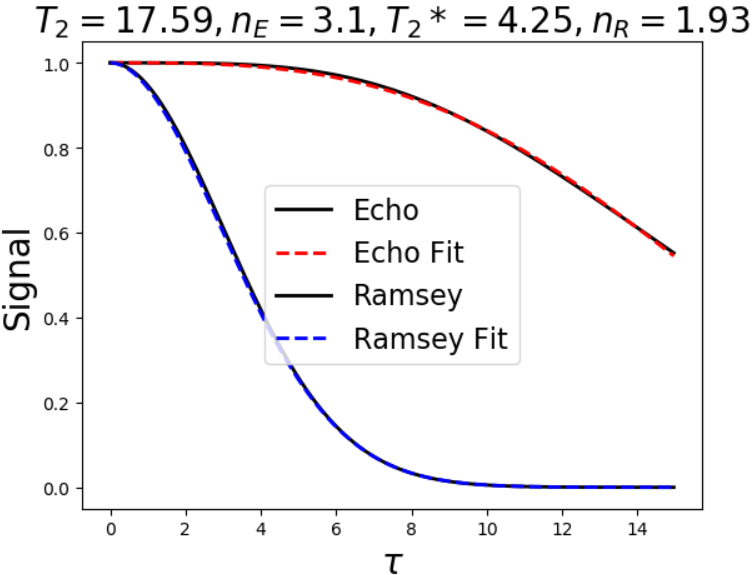 T₂ = 17.59, n_E = 3.1, T₂* = 4.25, n_R = 1.93
1.0
0.8
0.6
0.4
0.2
0.0
Signal
Echo
Echo Fit
Ramsey
Ramsey Fit
0 2 4 6 8 10 12 14
τ